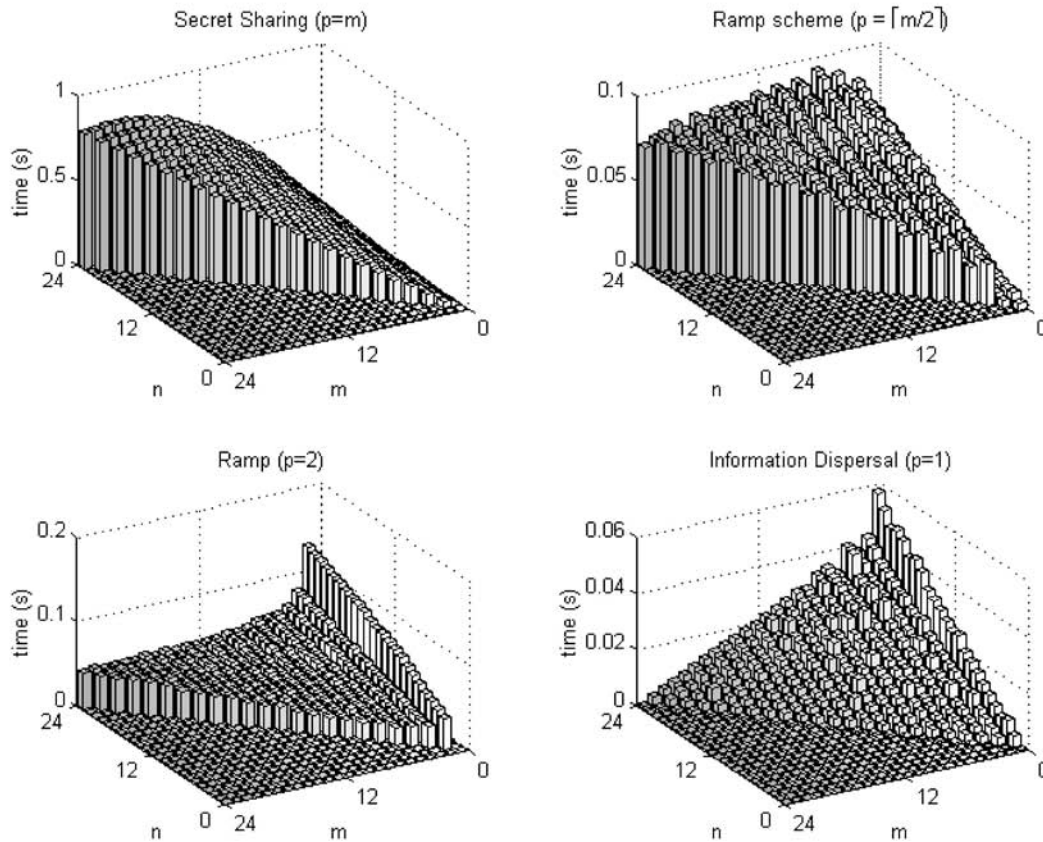 Secret Sharing (p=m)
1
0.5
0
time (s)
24
12
0
n
24
12
0
m
Ramp scheme (p = ⌈m/2⌉)
0.1
0.05
0
time (s)
24
12
0
n
24
12
0
m
Ramp (p=2)
0.2
0.1
0
time (s)
24
12
0
n
24
12
0
m
Information Dispersal (p=1)
0.06
0.04
0.02
0
time (s)
24
12
0
n
24
12
0
m